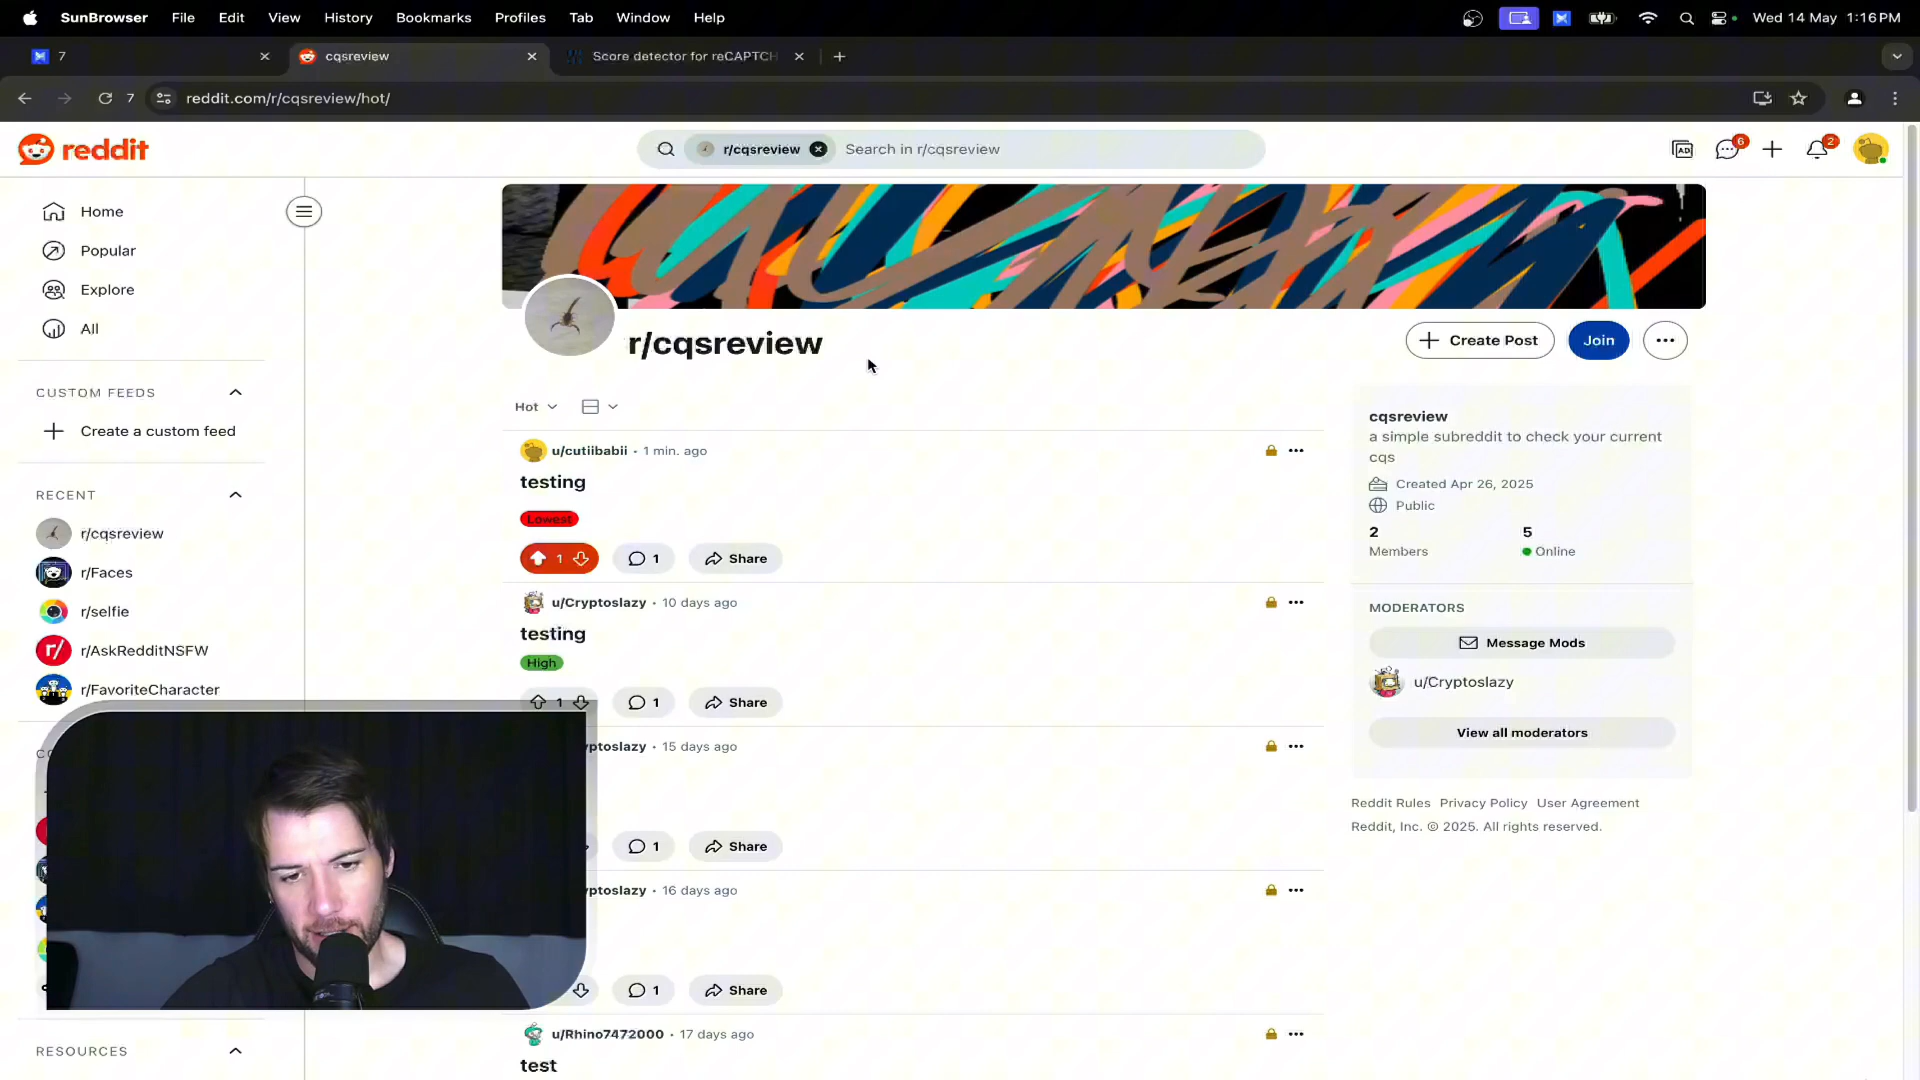 SunBrowser File Edit View History Bookmarks Profiles Tab Window Help Wed 14 May 1:16 PM
7 cqsreview Score detector for reCAPTCH
7 reddit.com/r/cqsreview/hot/
reddit r/cqsreview Search in r/cqsreview AD 6 2
Home
Popular
Explore
All
CUSTOM FEEDS
Create a custom feed
RECENT
r/cqsreview
r/Faces
r/selfie
r/AskRedditNSFW
r/FavoriteCharacter
RESOURCES
r/cqsreview
Create Post Join
Hot
u/cutiibabii • 1 min. ago
testing
Lowest
1 1 Share
u/Cryptoslazy • 10 days ago
testing
High
1 1 Share
ptoslazy • 15 days ago
1 Share
ptoslazy • 16 days ago
1 Share
u/Rhino7472000 • 17 days ago
test
cqsreview
a simple subreddit to check your current
cqs
Created Apr 26, 2025
Public
2 5
Members Online
MODERATORS
Message Mods
u/Cryptoslazy
View all moderators
Reddit Rules Privacy Policy User Agreement
Reddit, Inc. © 2025. All rights reserved.